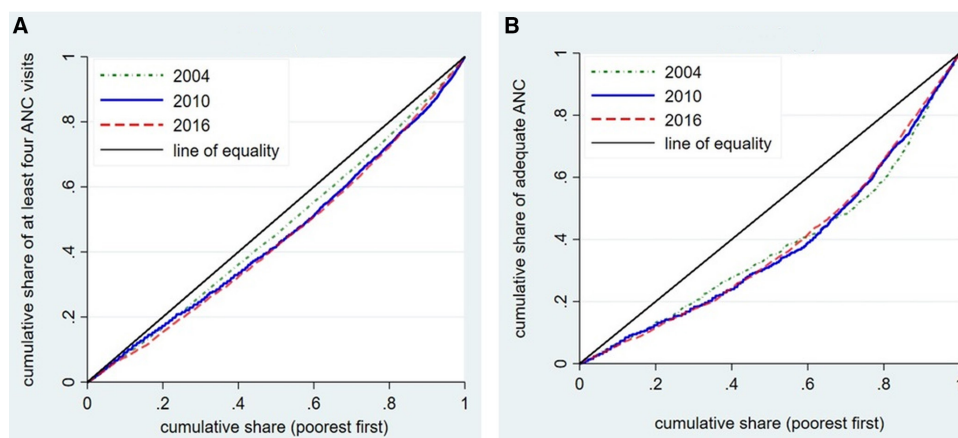 A
cumulative share of at least four ANC visits
2004
2010
2016
line of equality
1
.8
.6
.4
.2
0
0 .2 .4 .6 .8 1
cumulative share (poorest first)
B
cumulative share of adequate ANC
2004
2010
2016
line of equality
1
.8
.6
.4
.2
0
0 .2 .4 .6 .8 1
cumulative share (poorest first)